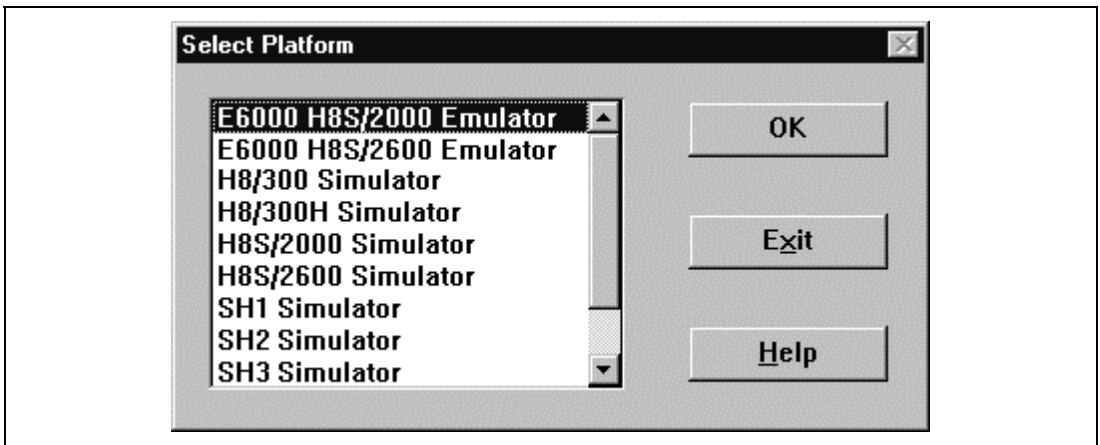 Select Platform
E6000 H8S/2000 Emulator
E6000 H8S/2600 Emulator
H8/300 Simulator
H8/300H Simulator
H8S/2000 Simulator
H8S/2600 Simulator
SH1 Simulator
SH2 Simulator
SH3 Simulator
OK
Exit
Help